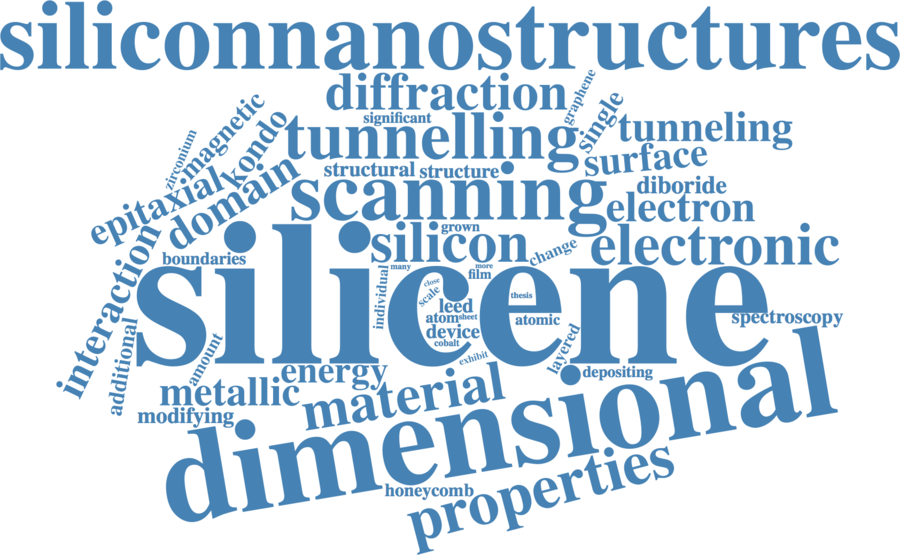 siliconnanostructures
diffraction
graphene
significant
single
tunneling
magnetic
zirconium
kondo
tunnelling
surface
structural
structure
epitaxial
domain
scanning
diboride
electron
grown
silicon
change
electronic
boundaries
interaction
silicene
many
more
film
individual
close
scale
thesis
leed
atom
sheet
atomic
device
cobalt
exhibit
layered
spectroscopy
additional
amount
energy
depositing
metallic
material
modifying
dimensional
honeycomb
properties